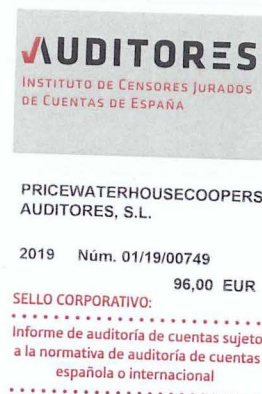 AUDITORES
INSTITUTO DE CENSORES JURADOS
DE CUENTAS DE ESPAÑA
PRICEWATERHOUSECOOPERS
AUDITORES, S.L.
2019 Núm. 01/19/00749
96,00 EUR
SELLO CORPORATIVO:
Informe de auditoría de cuentas sujeto
a la normativa de auditoría de cuentas
española o internacional